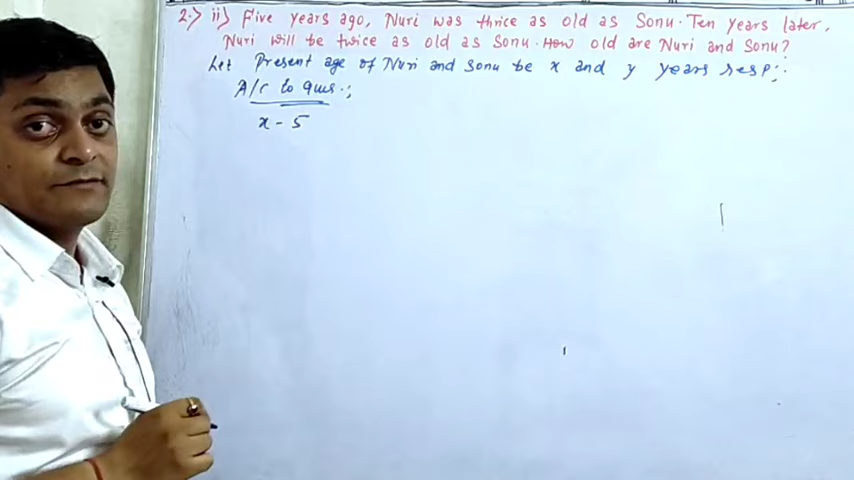 2.> ii) Five years ago, Nuri was thrice as old as Sonu. Ten years later,
Nuri will be twice as old as Sonu. How old are Nuri and Sonu?
Let Present age of Nuri and Sonu be x and y years resp;.
A/c to Qus.;
x - 5